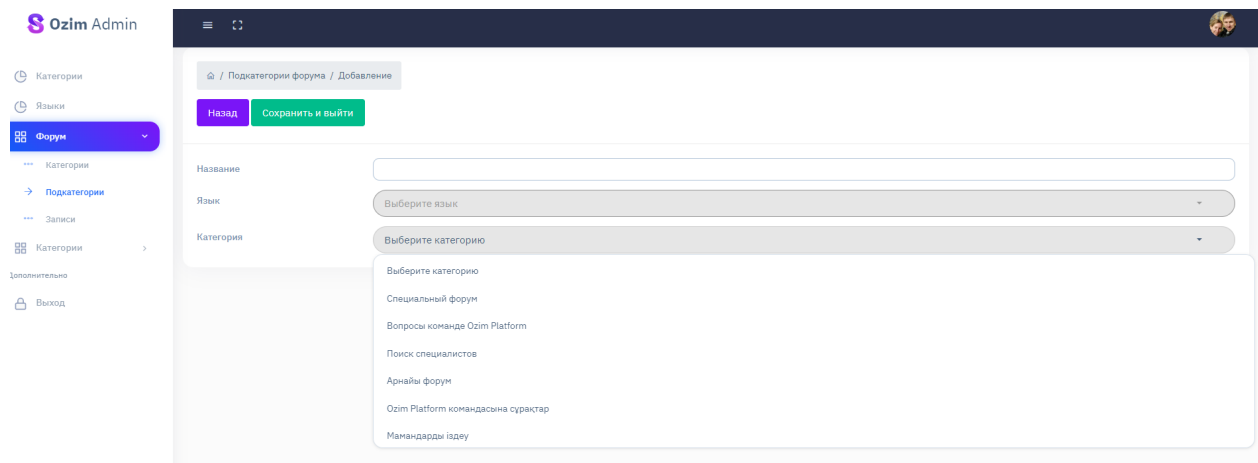 Ozim Admin
Категории
Языки
Форум
Категории
Подкатегории
Записи
Категории
Дополнительно
Выход
/ Подкатегории форума / Добавление
Назад
Сохранить и выйти
Название
Язык
Выберите язык
Категория
Выберите категорию
Выберите категорию
Специальный форум
Вопросы команде Ozim Platform
Поиск специалистов
Арнайы форум
Ozim Platform командасына сұрақтар
Мамандарды іздеу